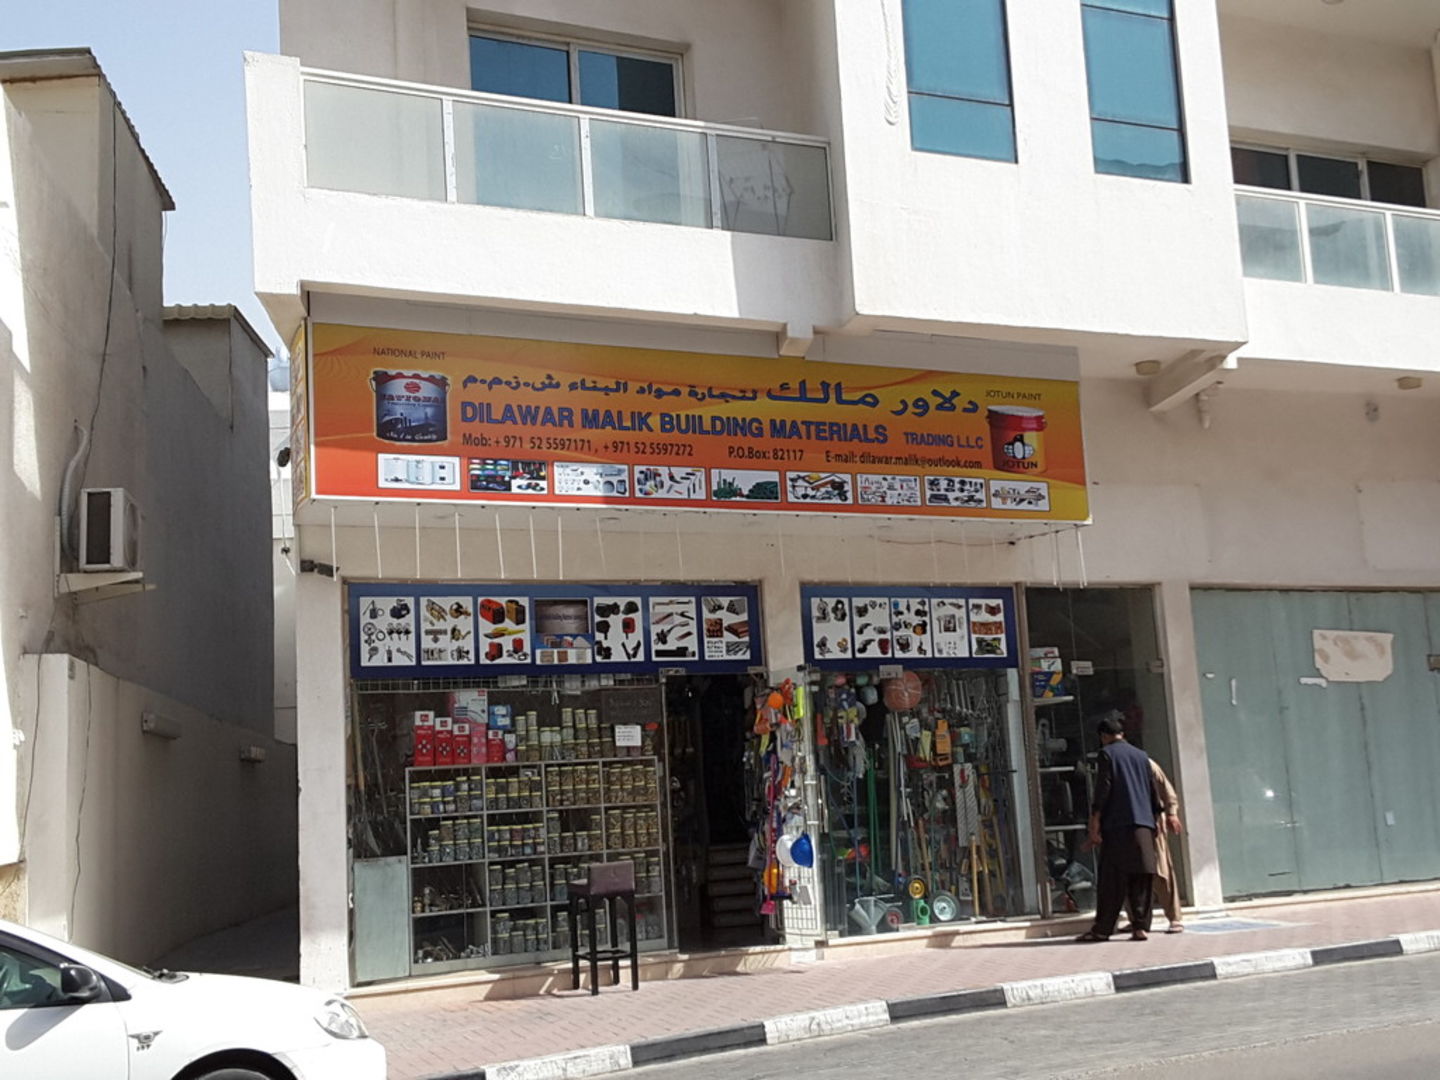 NATIONAL PAINT
دلاور مالك لتجارة مواد البناء ش.ذ.م.م
JOTUN PAINT
DILAWAR MALIK BUILDING MATERIALS TRADING L.L.C
Mob: + 971 52 5597171 , + 971 52 5597272 P.O.Box: 82117 E-mail: dilawar.malik@outlook.com
NATIONAL
JOTUN